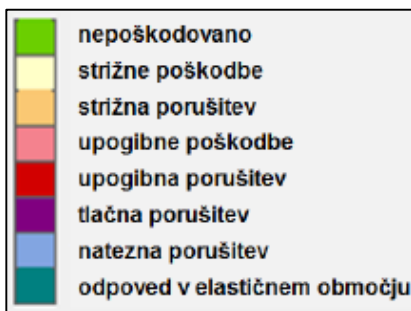 nepoškodovano
strižne poškodbe
strižna porušitev
upogibne poškodbe
upogibna porušitev
tlačna porušitev
natezna porušitev
odpoved v elastičnem območju